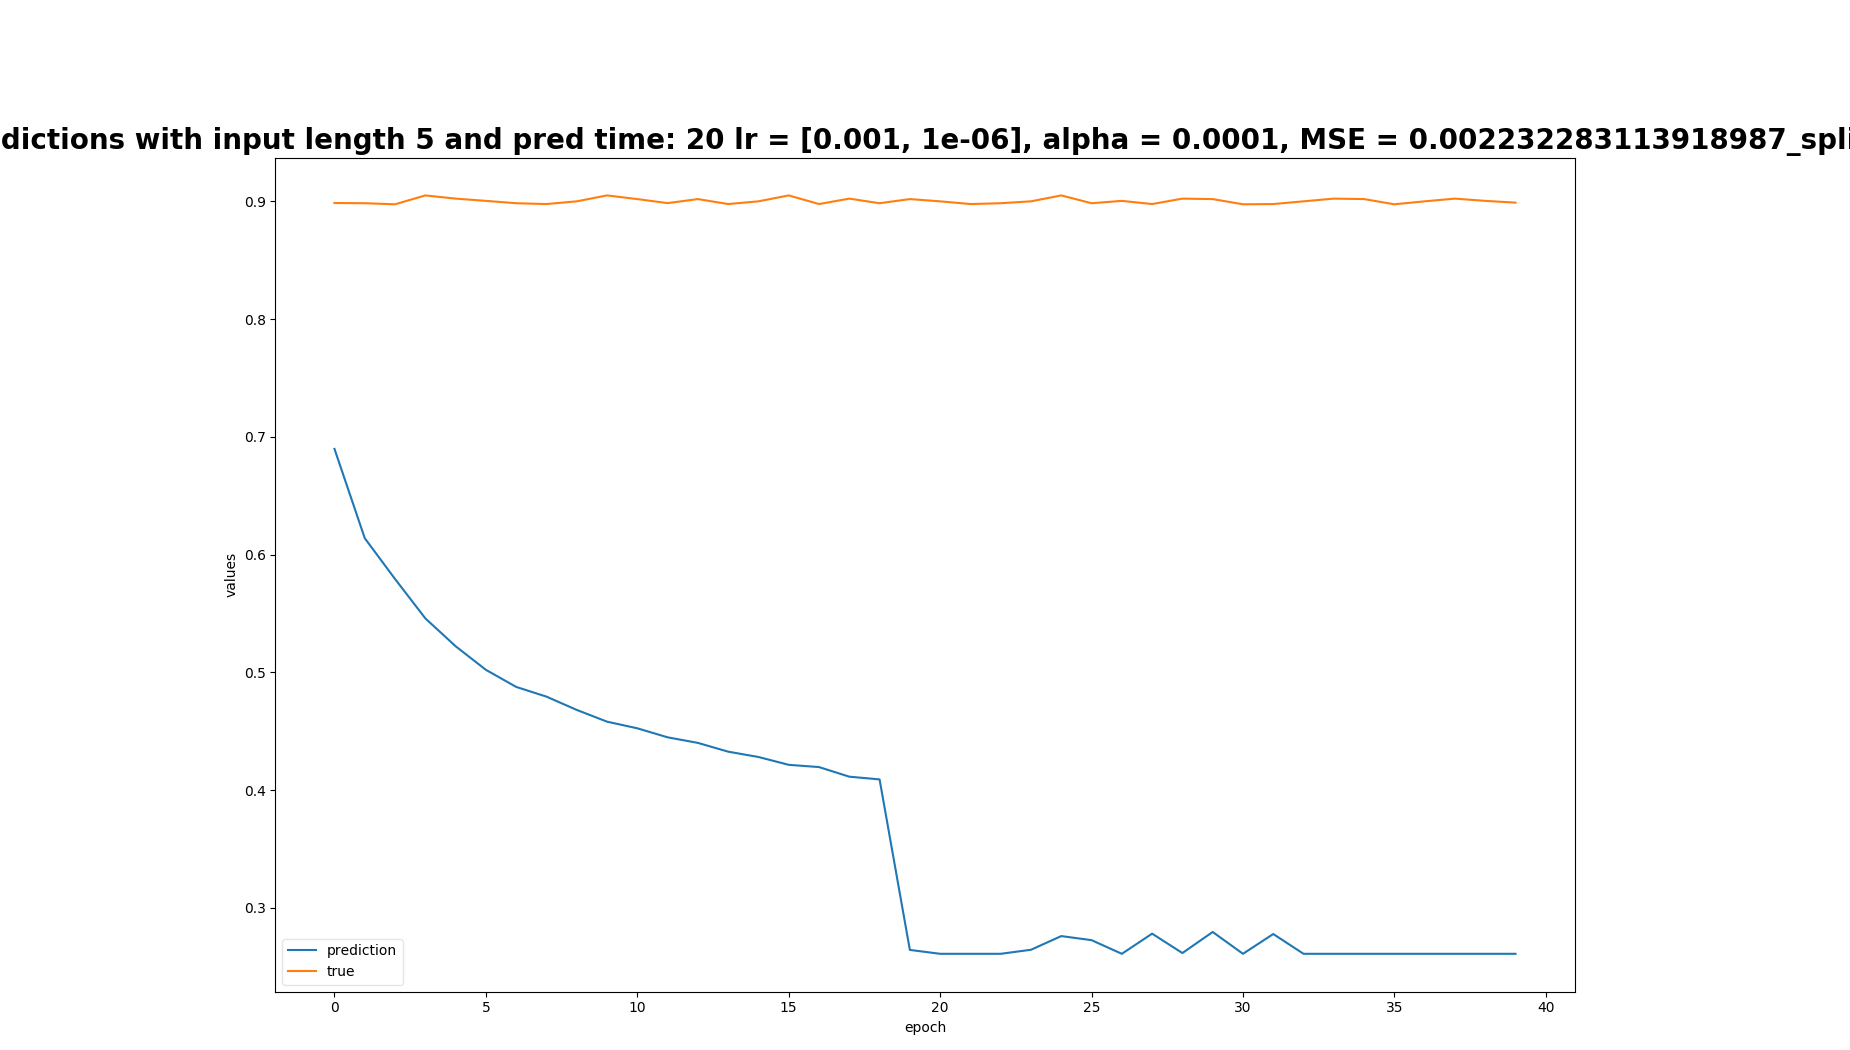 dictions with input length 5 and pred time: 20 lr = [0.001, 1e-06], alpha = 0.0001, MSE = 0.002232283113918987_spli
0.9
0.8
0.7
0.6
0.5
0.4
0.3
values
prediction
true
0 5 10 15 20 25 30 35 40
epoch